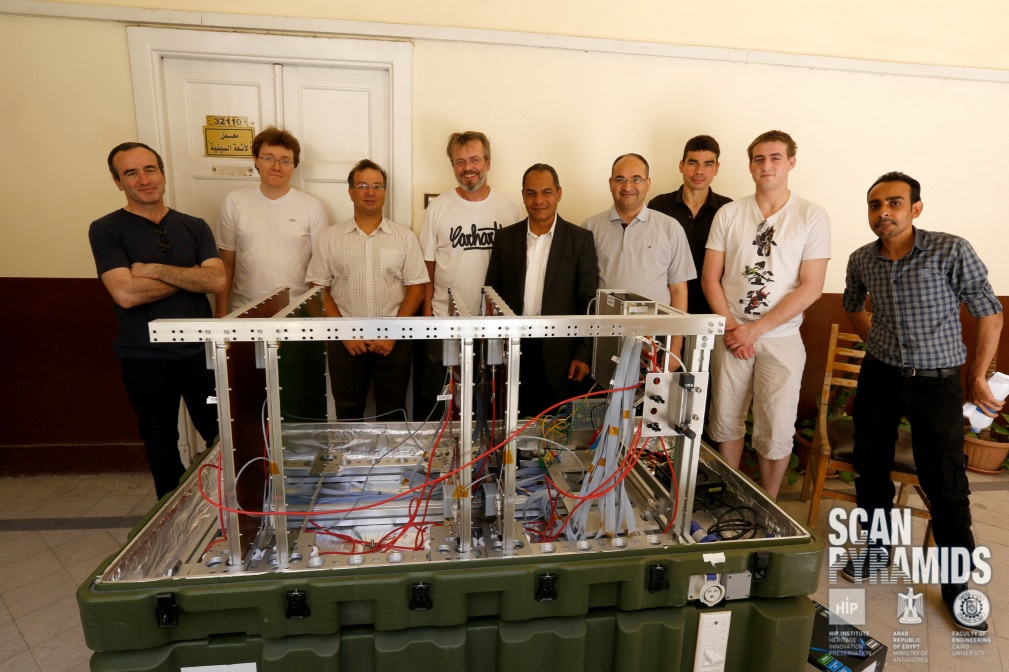 32110
معمل
الأشعة السينية
Carhartt
SCAN
PYRAMIDS
HIP
HIP.INSTITUTE
HERITAGE
INNOVATION
PRESERVATION
ARAB
REPUBLIC
OF EGYPT
MINISTRY OF
ANTIQUITIES
FACULTY OF
ENGINEERING
CAIRO
UNIVERSITY